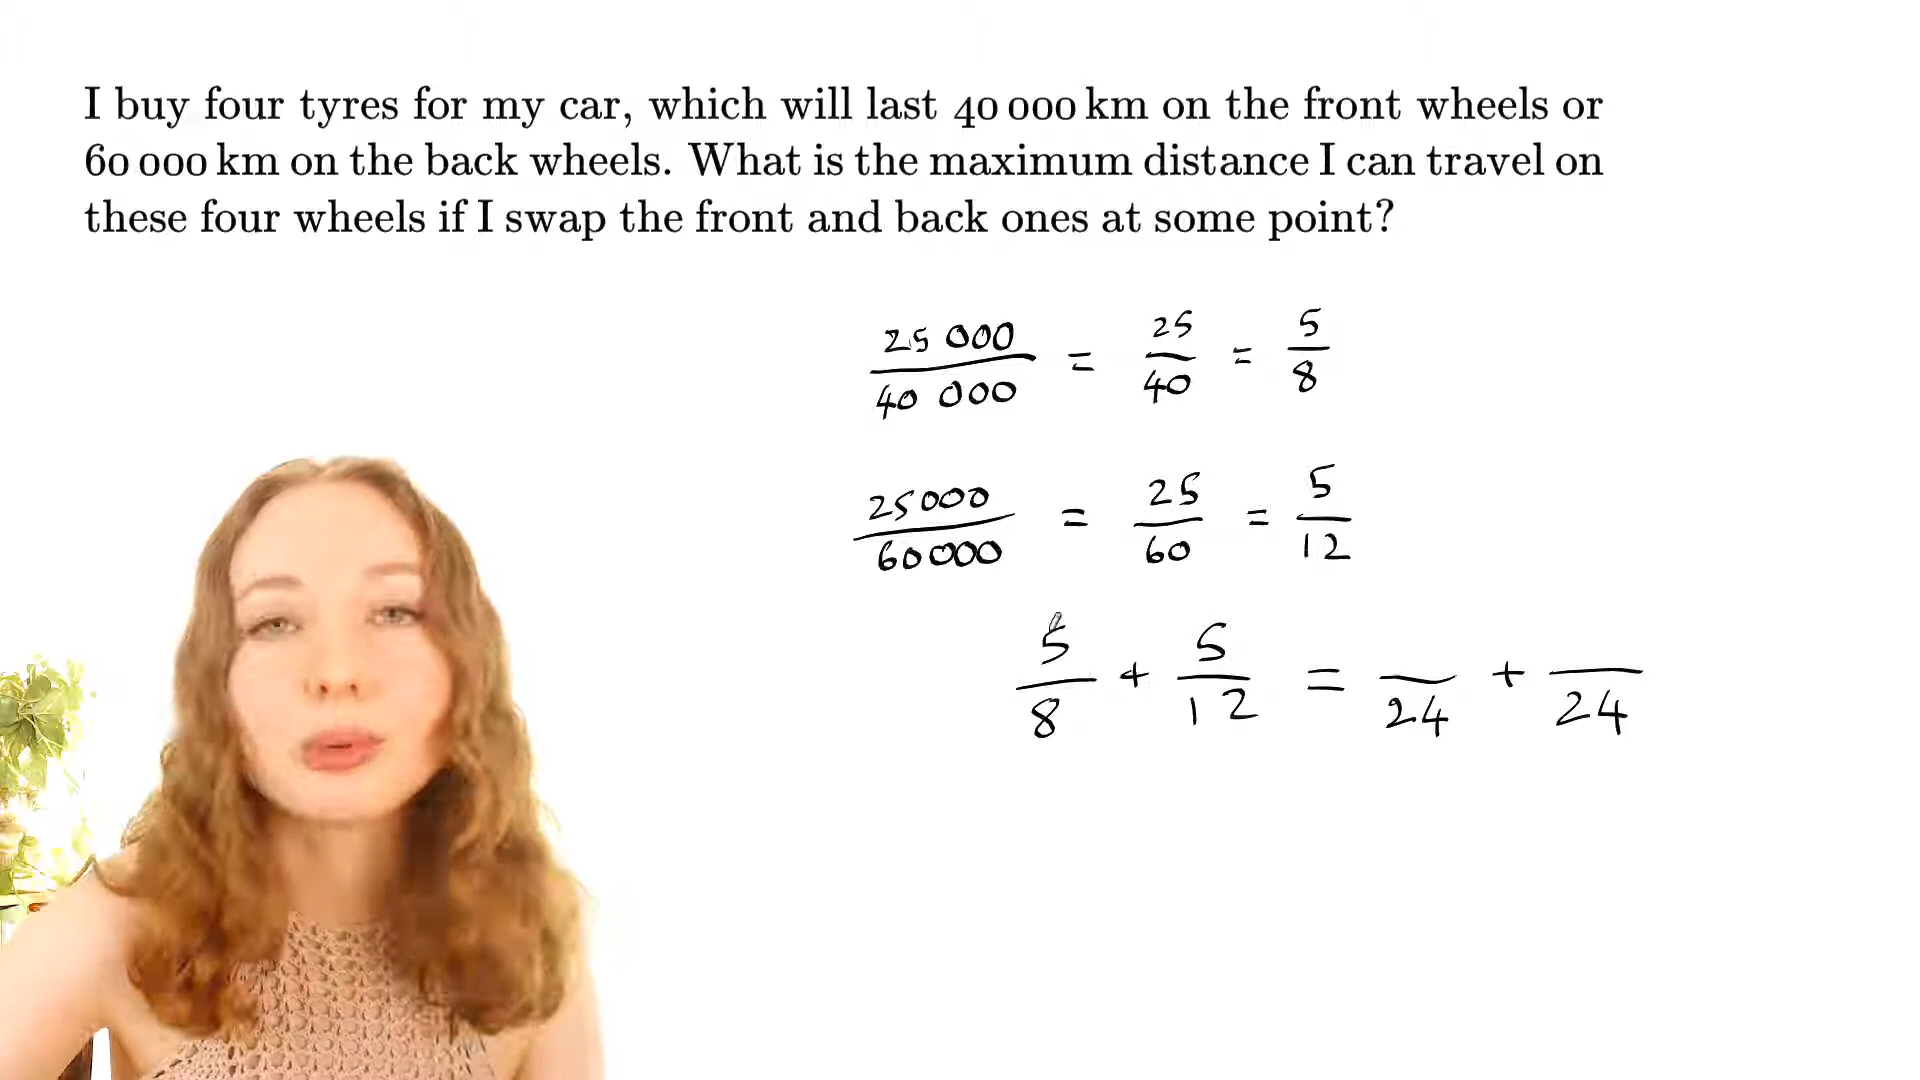 I buy four tyres for my car, which will last 40 000 km on the front wheels or
60 000 km on the back wheels. What is the maximum distance I can travel on
these four wheels if I swap the front and back ones at some point?
25 000 / 40 000 = 25 / 40 = 5 / 8
25000 / 60000 = 25 / 60 = 5 / 12
5 / 8 + 5 / 12 = / 24 + / 24